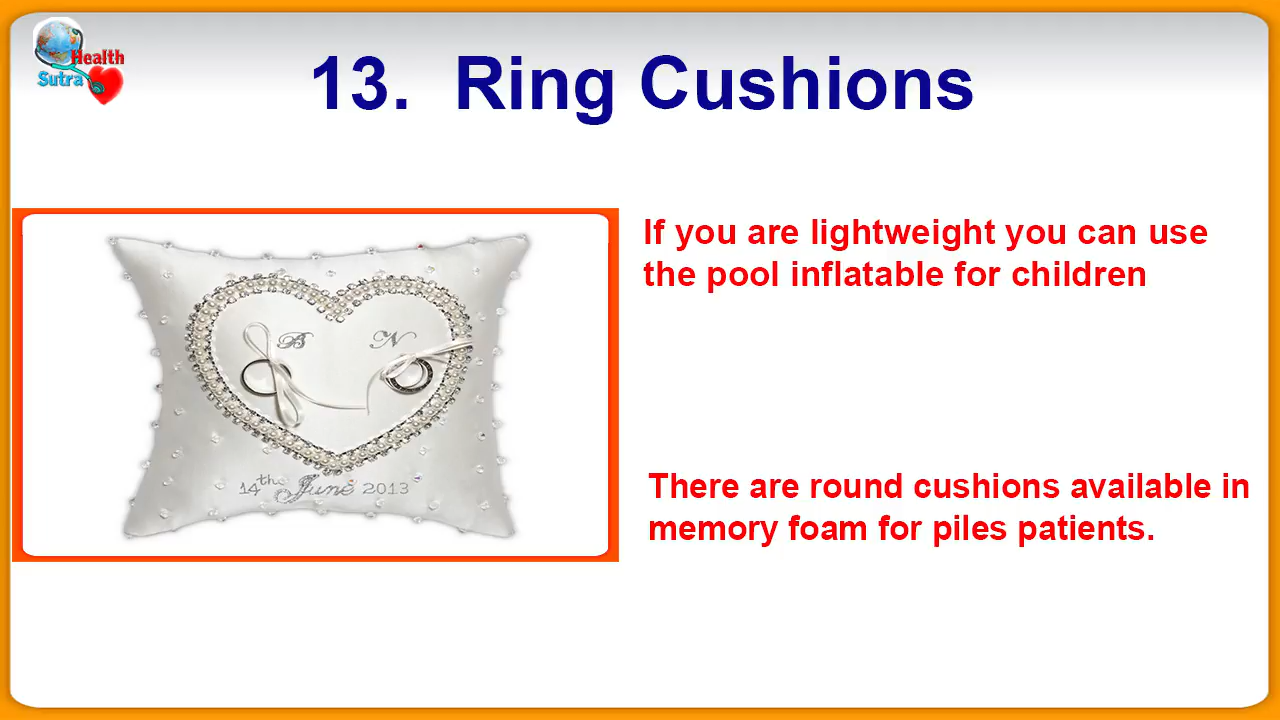 Health
Sutra
13. Ring Cushions
If you are lightweight you can use
the pool inflatable for children
B N
14th June 2013
There are round cushions available in
memory foam for piles patients.